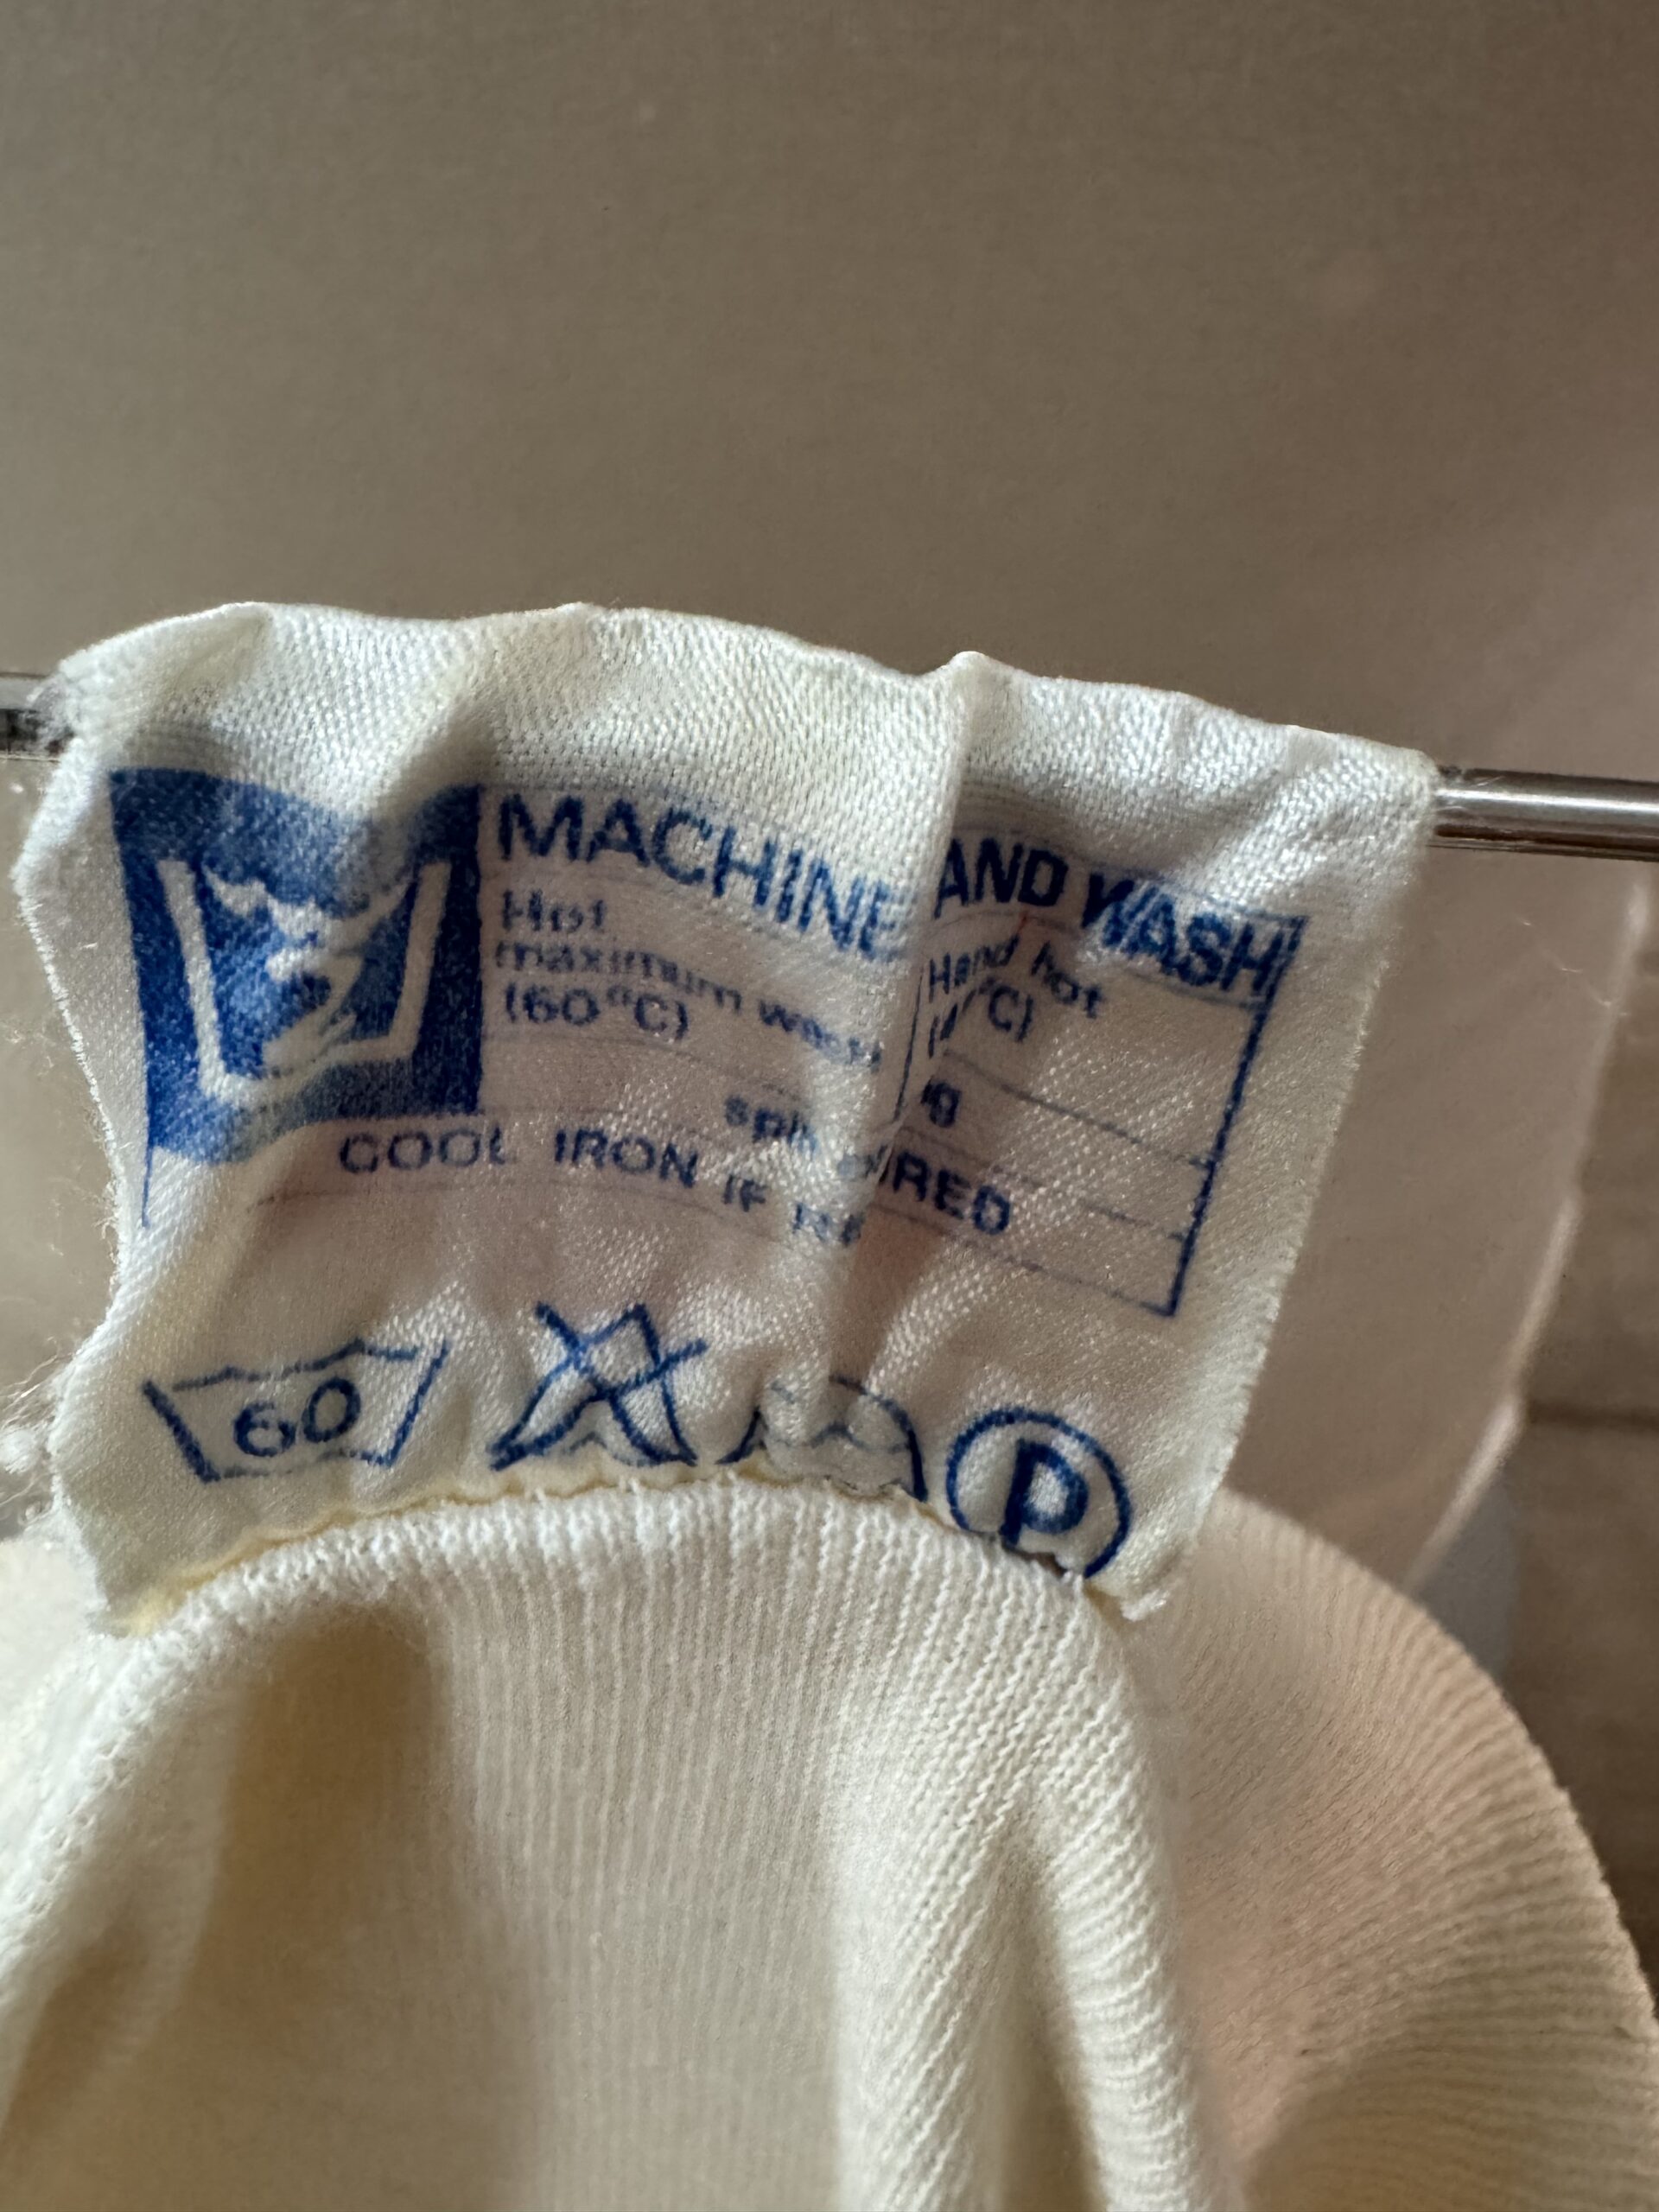 MACHINE
AND WASH
Hot
maximum wash
(60°C)
Hand hot
°C)
COOL IRON IF
60
P